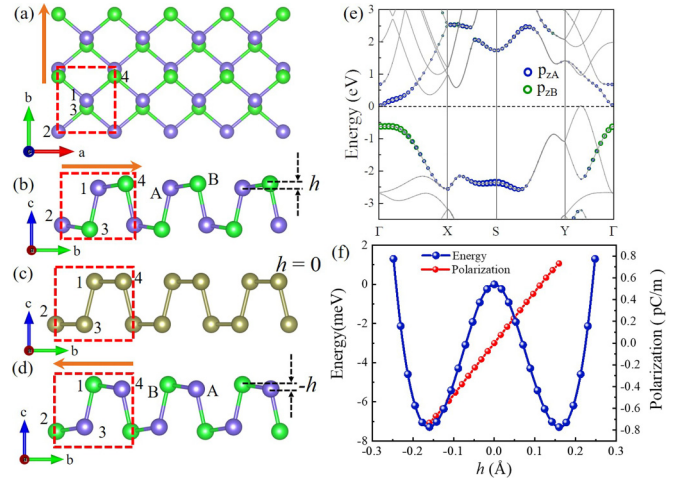 (a)
b
a
1
2
3
4
(b)
c
b
1
2
3
4
A
B
h
(c)
h = 0
c
b
1
2
3
4
(d)
c
b
1
2
3
4
B
A
-h
(e)
Energy (eV)
3
2
1
0
-1
-2
-3
p_zA
p_zB
Γ X S Y Γ
(f)
Energy
Polarization
Energy(meV)
2
0
-2
-4
-6
-8
Polarization ( pC/m )
0.8
0.6
0.4
0.2
0.0
-0.2
-0.4
-0.6
-0.8
-0.3 -0.2 -0.1 0.0 0.1 0.2 0.3
h (Å)